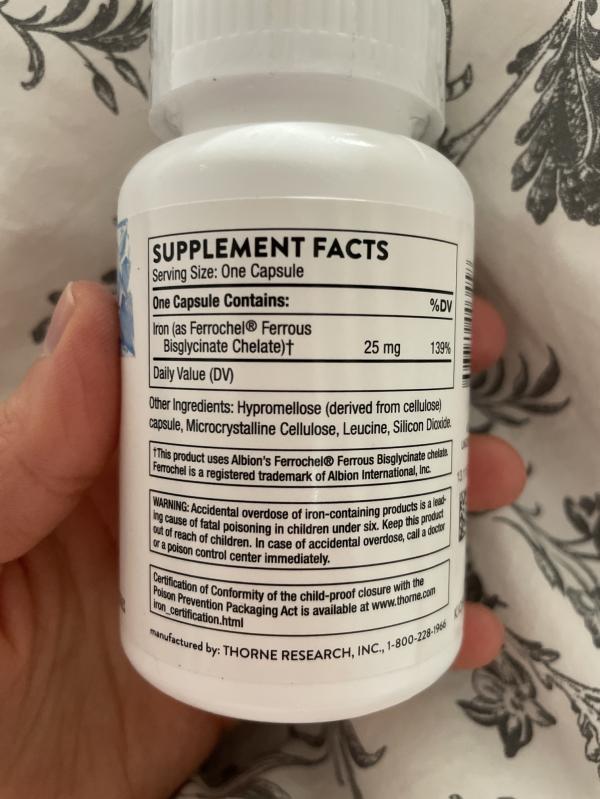 SUPPLEMENT FACTS
Serving Size: One Capsule
One Capsule Contains: %DV
Iron (as Ferrochel® Ferrous
Bisglycinate Chelate)† 25 mg 139%
Daily Value (DV)
Other Ingredients: Hypromellose (derived from cellulose)
capsule, Microcrystalline Cellulose, Leucine, Silicon Dioxide.
†This product uses Albion's Ferrochel® Ferrous Bisglycinate chelate.
Ferrochel is a registered trademark of Albion International, Inc.
WARNING: Accidental overdose of iron-containing products is a lead-
ing cause of fatal poisoning in children under six. Keep this product
out of reach of children. In case of accidental overdose, call a doctor
or a poison control center immediately.
Certification of Conformity of the child-proof closure with the
Poison Prevention Packaging Act is available at www.thorne.com
iron_certification.html
manufactured by: THORNE RESEARCH, INC., 1-800-228-1966